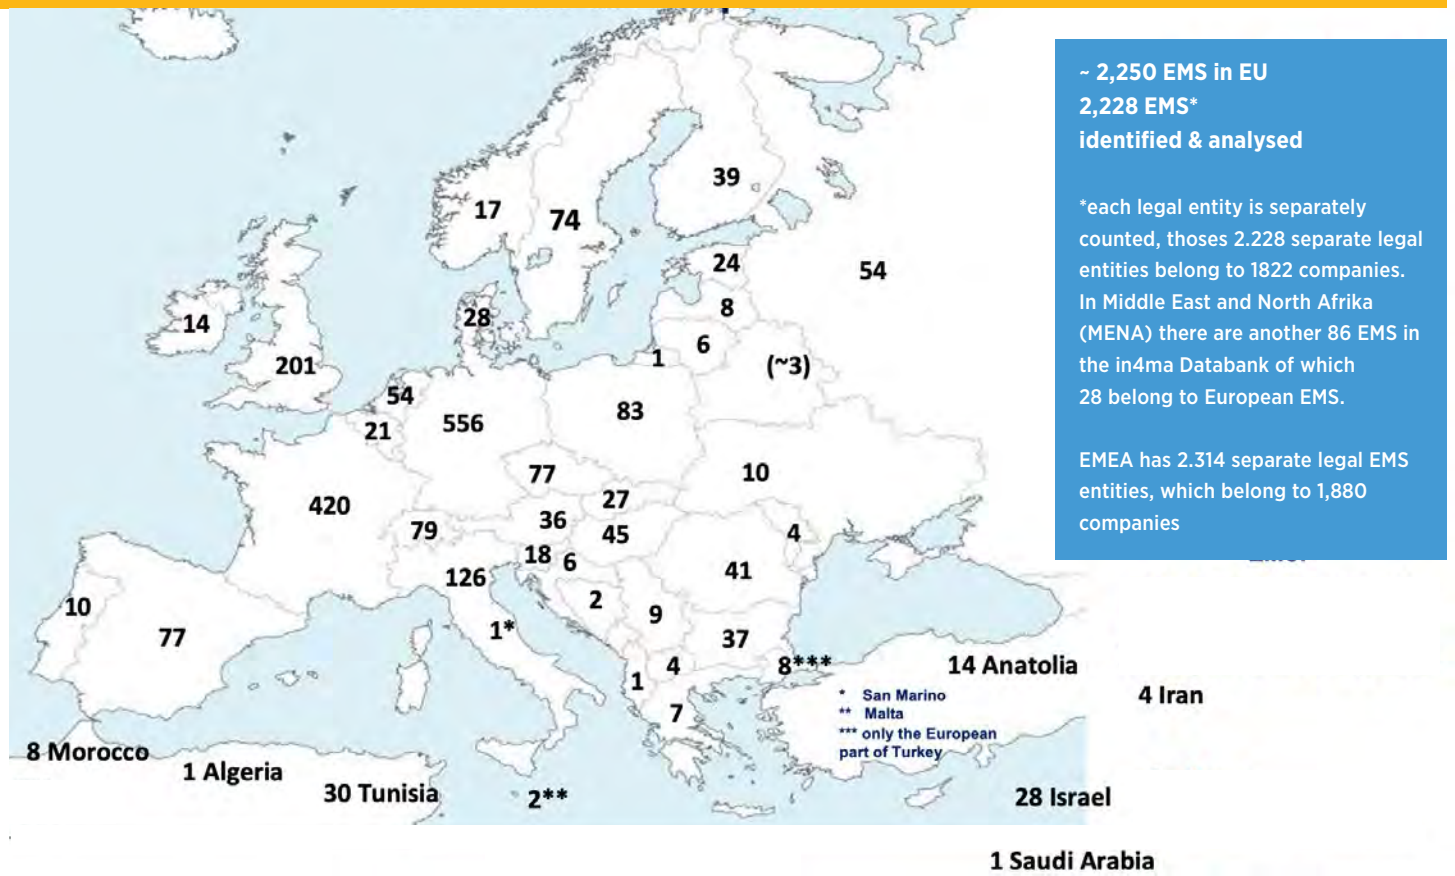 ~ 2,250 EMS in EU
2,228 EMS*
identified & analysed
*each legal entity is separately
counted, thoses 2.228 separate legal
entities belong to 1822 companies.
In Middle East and North Afrika
(MENA) there are another 86 EMS in
the in4ma Databank of which
28 belong to European EMS.
EMEA has 2.314 separate legal EMS
entities, which belong to 1,880
companies
39
17
74
24
54
8
14
28
6
1
201
(~3)
54
83
21
556
77
10
27
420
36
79
45
4
18
6
126
41
2
10
9
1*
77
37
4
8***
14 Anatolia
1
4 Iran
* San Marino
** Malta
*** only the European
part of Turkey
7
8 Morocco
1 Algeria
30 Tunisia
2**
28 Israel
1 Saudi Arabia